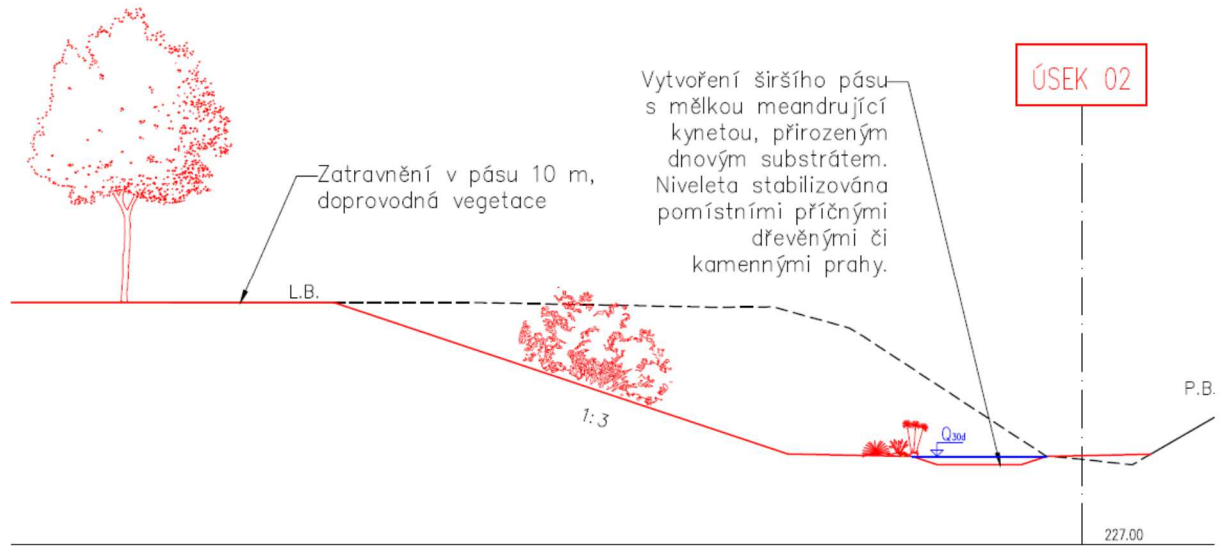 ÚSEK 02
Vytvoření širšího pásu
s mělkou meandrující
kynetou, přirozeným
dnovým substrátem.
Niveleta stabilizována
pomístními příčnými
dřevěnými či
kamennými prahy.
Zatravnění v pásu 10 m,
doprovodná vegetace
L.B.
P.B.
1:3
Q30d
227.00